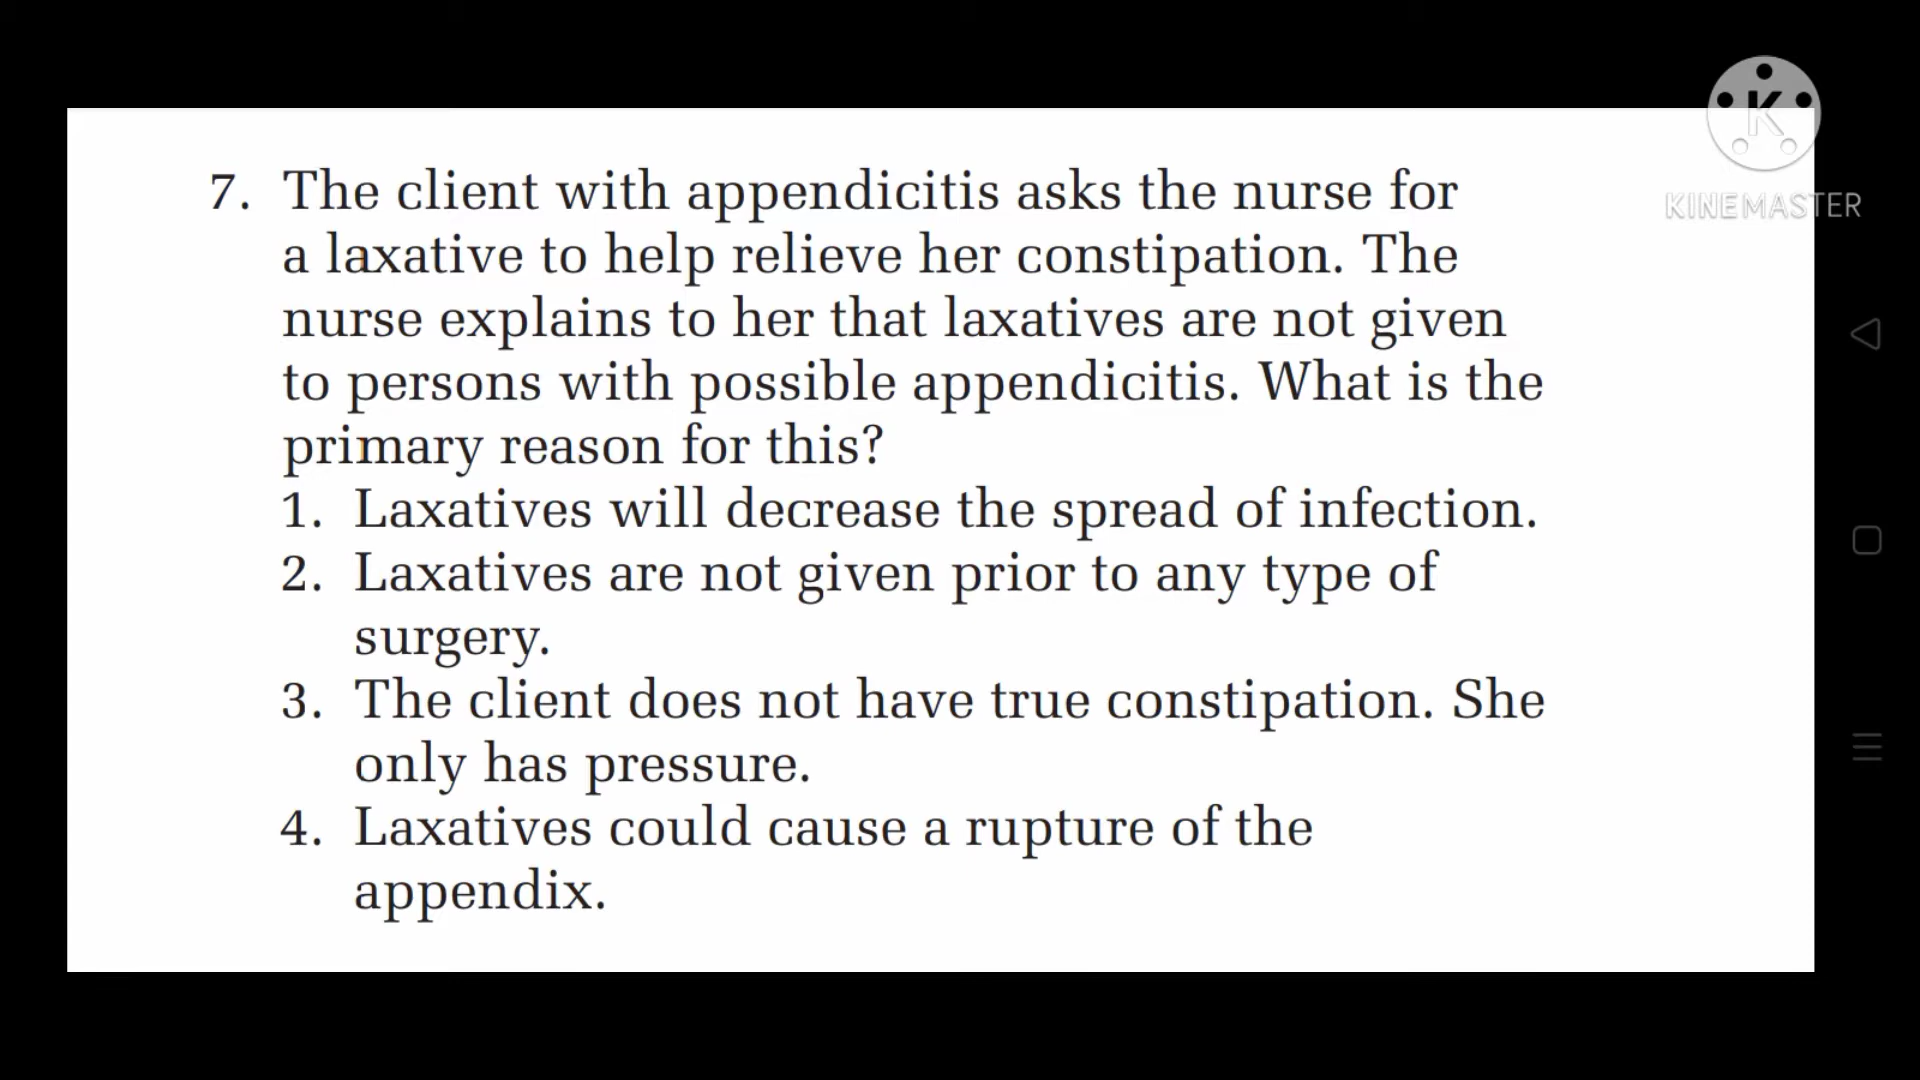 K
KINEMASTER
7. The client with appendicitis asks the nurse for
a laxative to help relieve her constipation. The
nurse explains to her that laxatives are not given
to persons with possible appendicitis. What is the
primary reason for this?
1. Laxatives will decrease the spread of infection.
2. Laxatives are not given prior to any type of
surgery.
3. The client does not have true constipation. She
only has pressure.
4. Laxatives could cause a rupture of the
appendix.